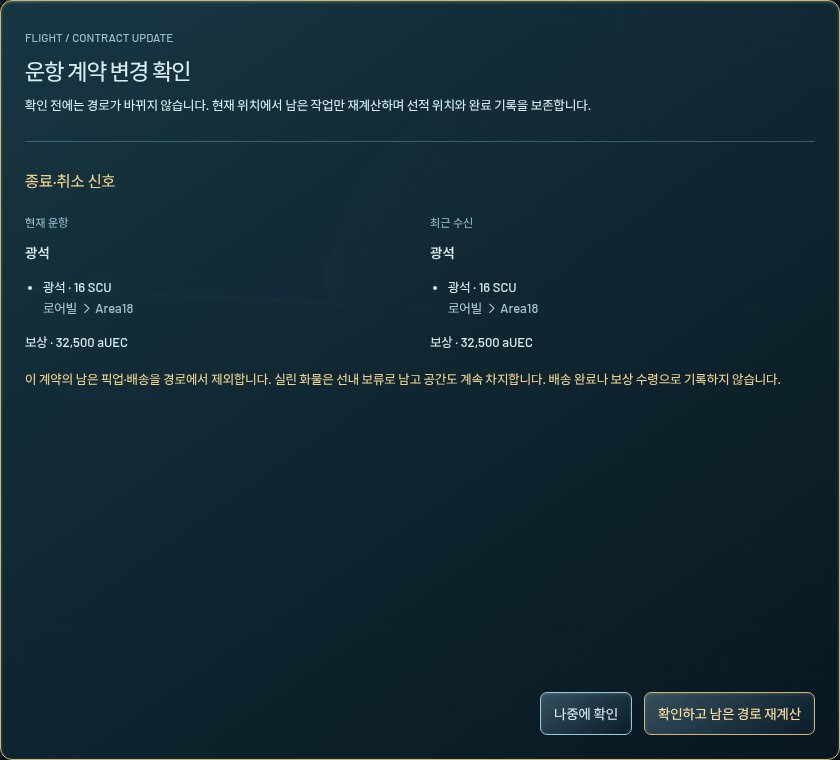 FLIGHT / CONTRACT UPDATE
운항 계약 변경 확인
확인 전에는 경로가 바뀌지 않습니다. 현재 위치에서 남은 작업만 재계산하며 선적 위치와 완료 기록을 보존합니다.
종료·취소 신호
현재 운항
광석
• 광석 · 16 SCU
로어빌 > Area18
보상 · 32,500 aUEC
최근 수신
광석
• 광석 · 16 SCU
로어빌 > Area18
보상 · 32,500 aUEC
이 계약의 남은 픽업·배송을 경로에서 제외합니다. 실린 화물은 선내 보류로 남고 공간도 계속 차지합니다. 배송 완료나 보상 수령으로 기록하지 않습니다.
나중에 확인
확인하고 남은 경로 재계산